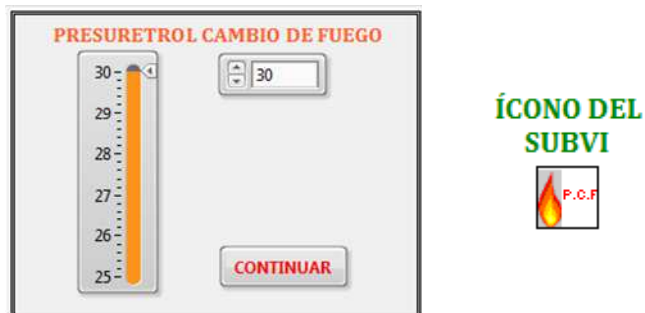 PRESURETROL CAMBIO DE FUEGO
30
30
29
28
27
26
25
CONTINUAR
ÍCONO DEL
SUBVI
P.C.F